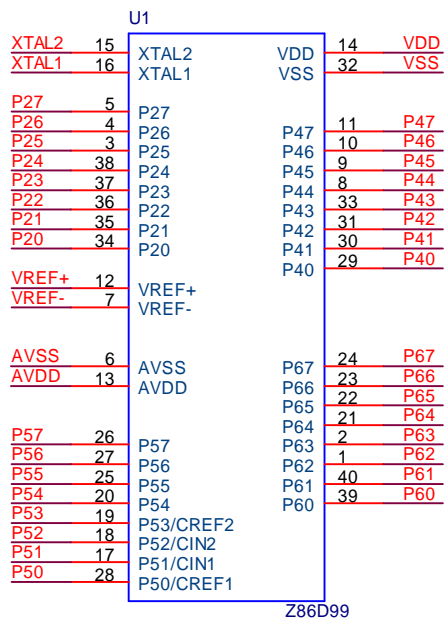 U1
XTAL2 15 XTAL2 VDD 14 VDD
XTAL1 16 XTAL1 VSS 32 VSS
P27 5 P27
P26 4 P26 P47 11 P47
P25 3 P25 P46 10 P46
P24 38 P24 P45 9 P45
P23 37 P23 P44 8 P44
P22 36 P22 P43 33 P43
P21 35 P21 P42 31 P42
P20 34 P20 P41 30 P41
P40 29 P40
VREF+ 12 VREF+
VREF- 7 VREF-
AVSS 6 AVSS P67 24 P67
AVDD 13 AVDD P66 23 P66
P65 22 P65
P64 21 P64
P57 26 P57 P63 2 P63
P56 27 P56 P62 1 P62
P55 25 P55 P61 40 P61
P54 20 P54 P60 39 P60
P53 19 P53/CREF2
P52 18 P52/CIN2
P51 17 P51/CIN1
P50 28 P50/CREF1
Z86D99